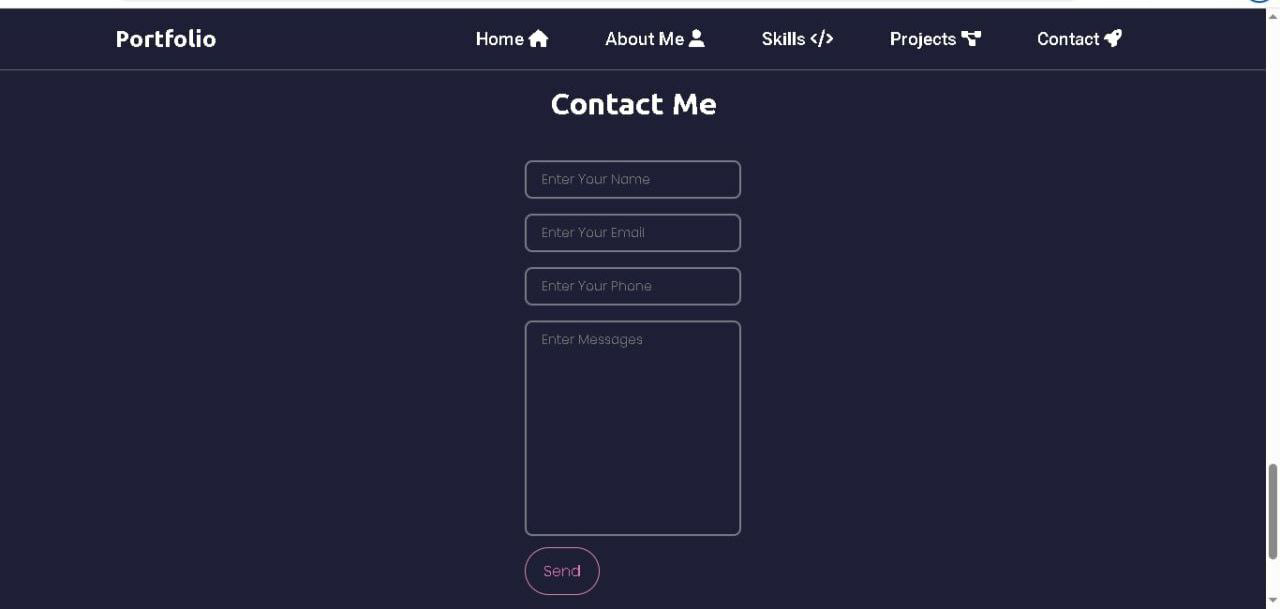 Portfolio
Home
About Me
Skills </>
Projects
Contact
Contact Me
Enter Your Name
Enter Your Email
Enter Your Phone
Enter Messages
Send